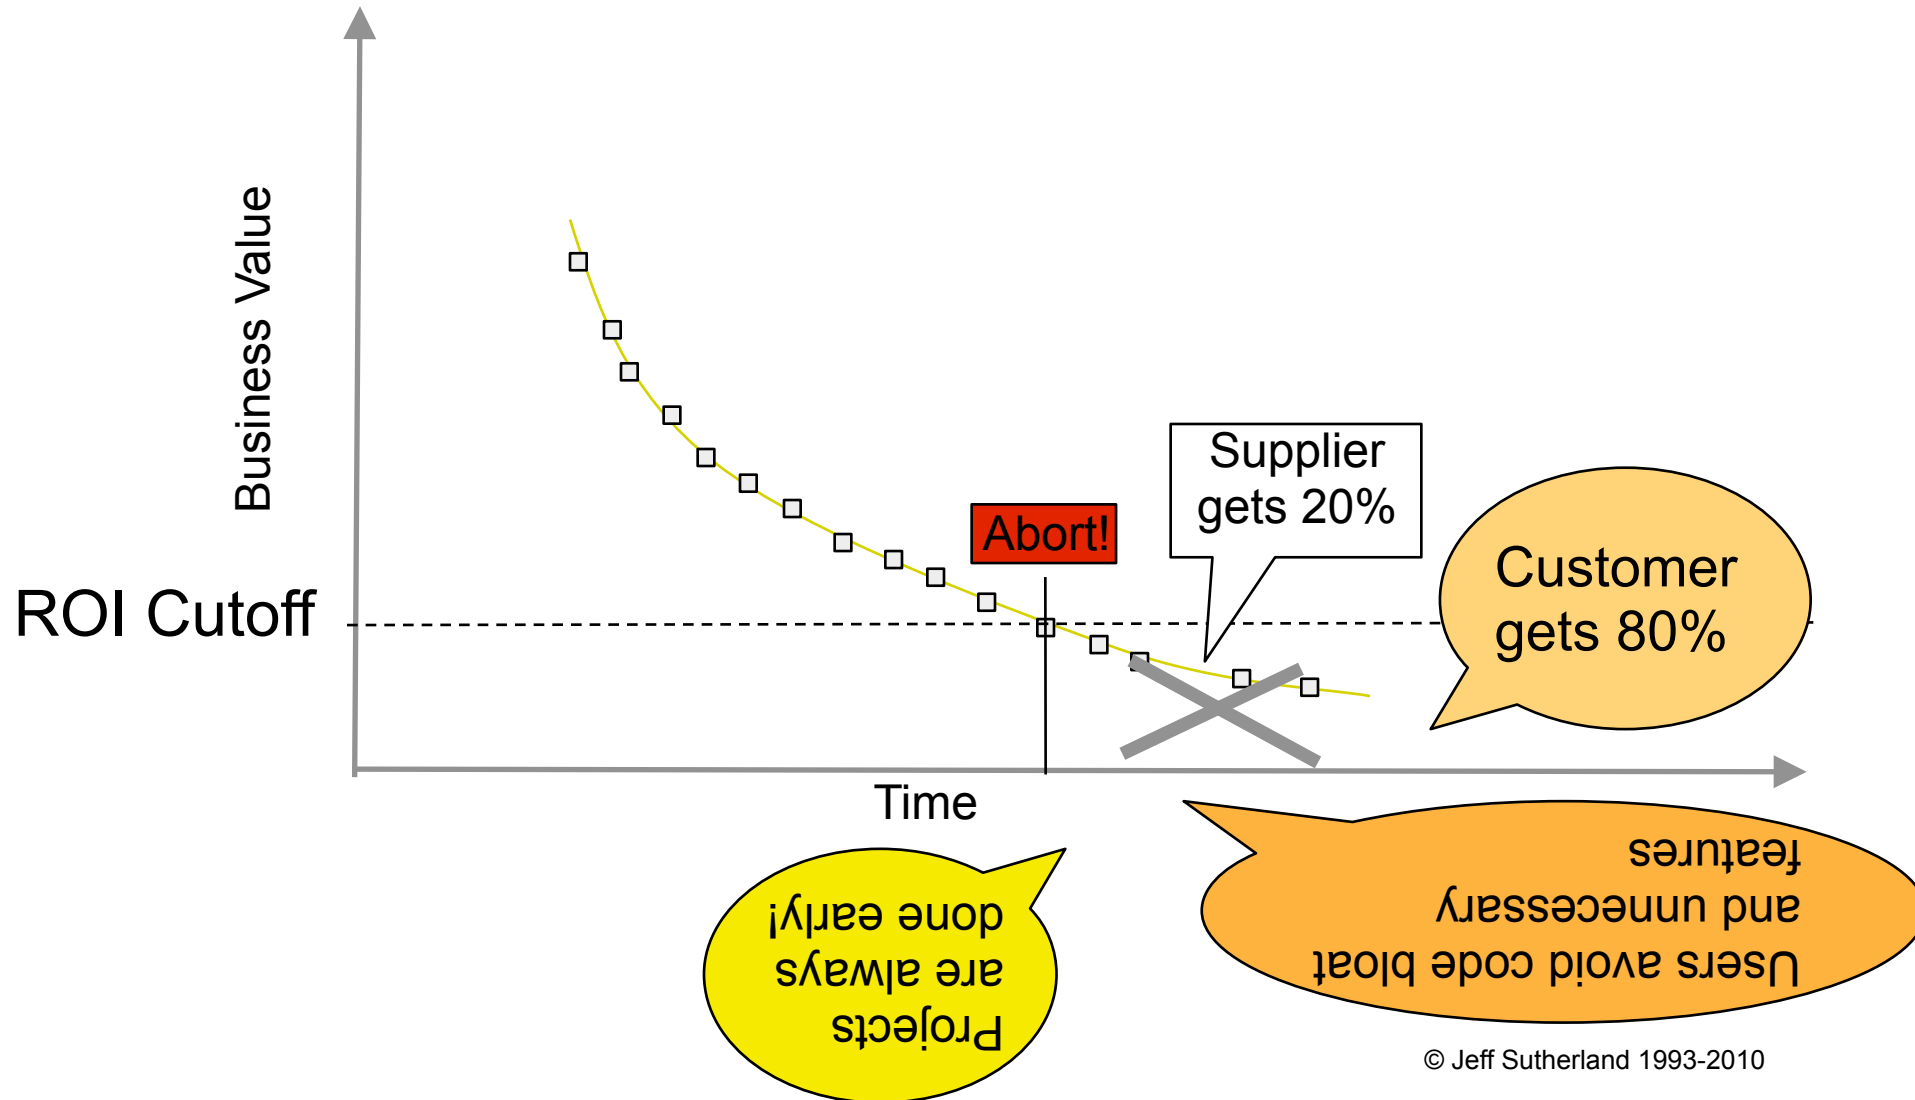 Business Value
Supplier
gets 20%
Abort!
Customer
gets 80%
ROI Cutoff
Time
Projects
are always
done early!
Users avoid code bloat
and unnecessary
features
© Jeff Sutherland 1993-2010